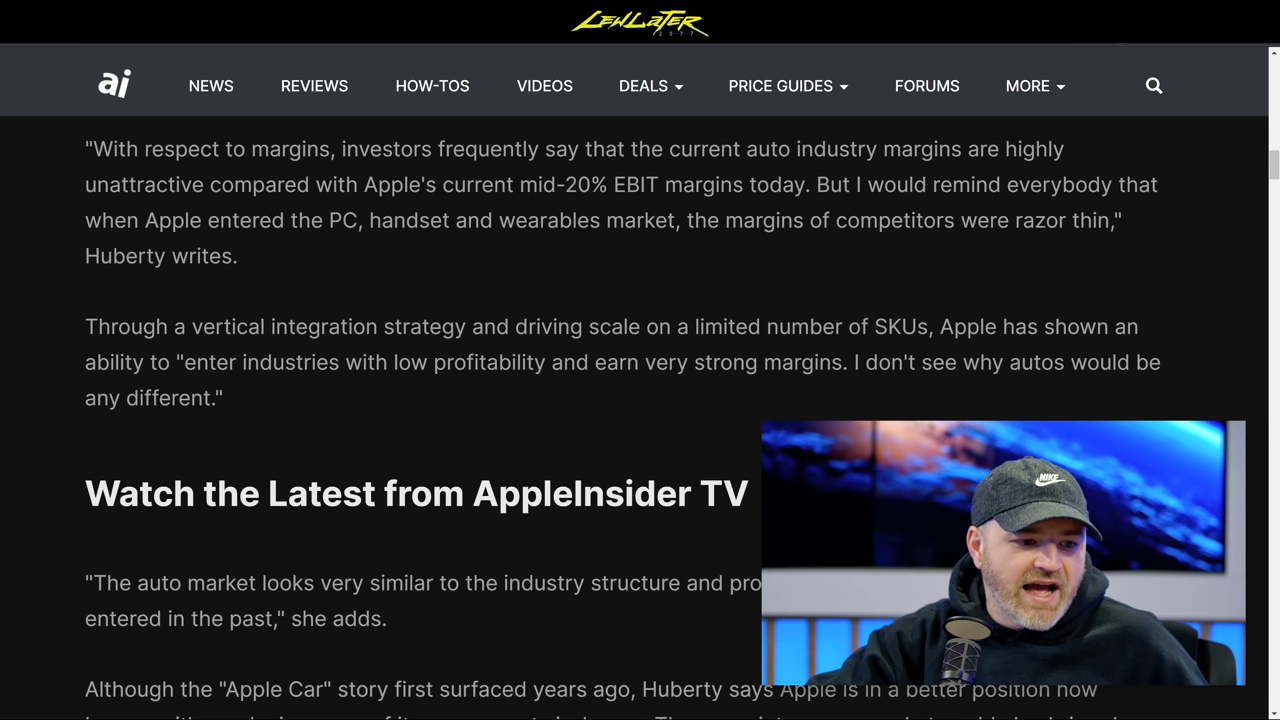 LEWLATER
2077
ai NEWS REVIEWS HOW-TOS VIDEOS DEALS PRICE GUIDES FORUMS MORE
"With respect to margins, investors frequently say that the current auto industry margins are highly
unattractive compared with Apple's current mid-20% EBIT margins today. But I would remind everybody that
when Apple entered the PC, handset and wearables market, the margins of competitors were razor thin,"
Huberty writes.
Through a vertical integration strategy and driving scale on a limited number of SKUs, Apple has shown an
ability to "enter industries with low profitability and earn very strong margins. I don't see why autos would be
any different."
Watch the Latest from AppleInsider TV
"The auto market looks very similar to the industry structure and pro
entered in the past," she adds.
NIKE
Although the "Apple Car" story first surfaced years ago, Huberty says Apple is in a better position now